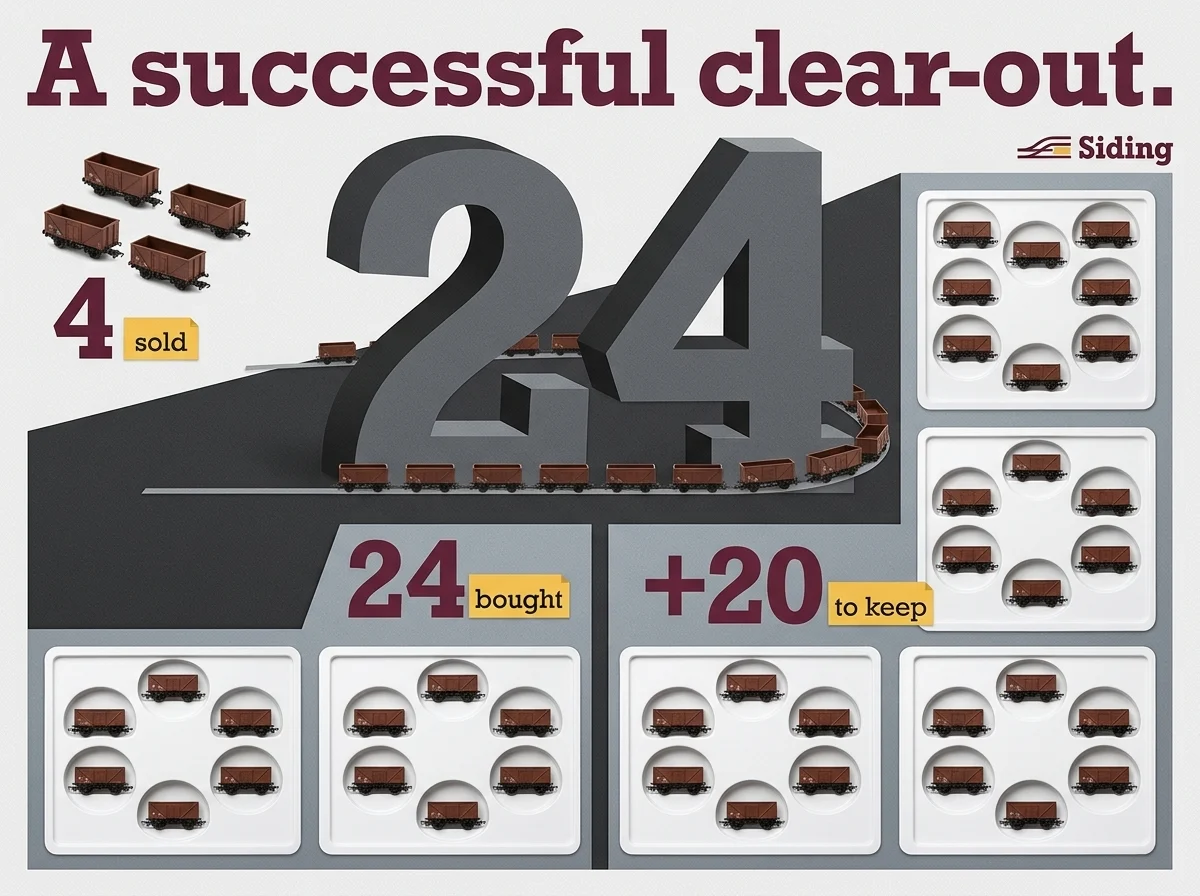 A successful clear-out.
Siding
24
4
sold
24
bought
+20
to keep